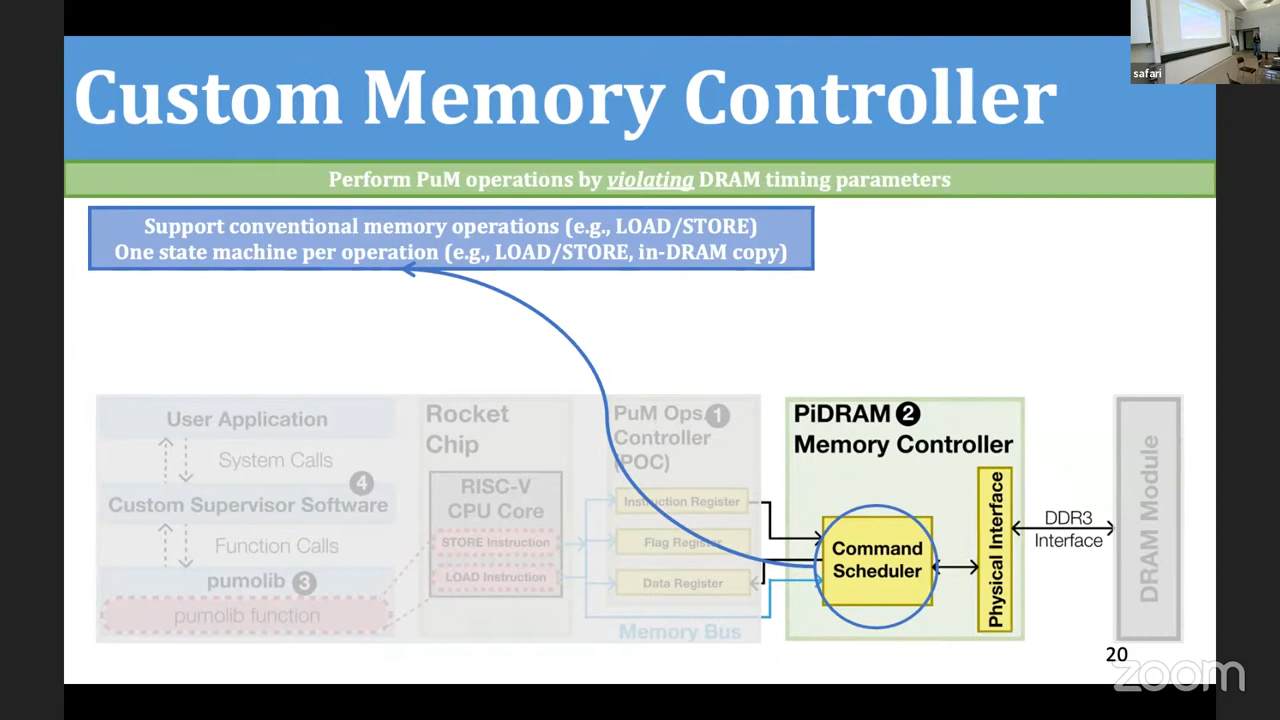 safari
Custom Memory Controller
Perform PuM operations by violating DRAM timing parameters
Support conventional memory operations (e.g., LOAD/STORE)
One state machine per operation (e.g., LOAD/STORE, in-DRAM copy)
User Application
System Calls
Custom Supervisor Software
4
Function Calls
pumolib 3
pumolib function
Rocket
Chip
RISC-V
CPU Core
STORE Instruction
LOAD Instruction
PuM Ops. 1
Controller
(POC)
Instruction Register
Flag Register
Data Register
Memory Bus
PiDRAM 2
Memory Controller
Command
Scheduler
Physical Interface
DDR3
Interface
DRAM Module
20
zoom